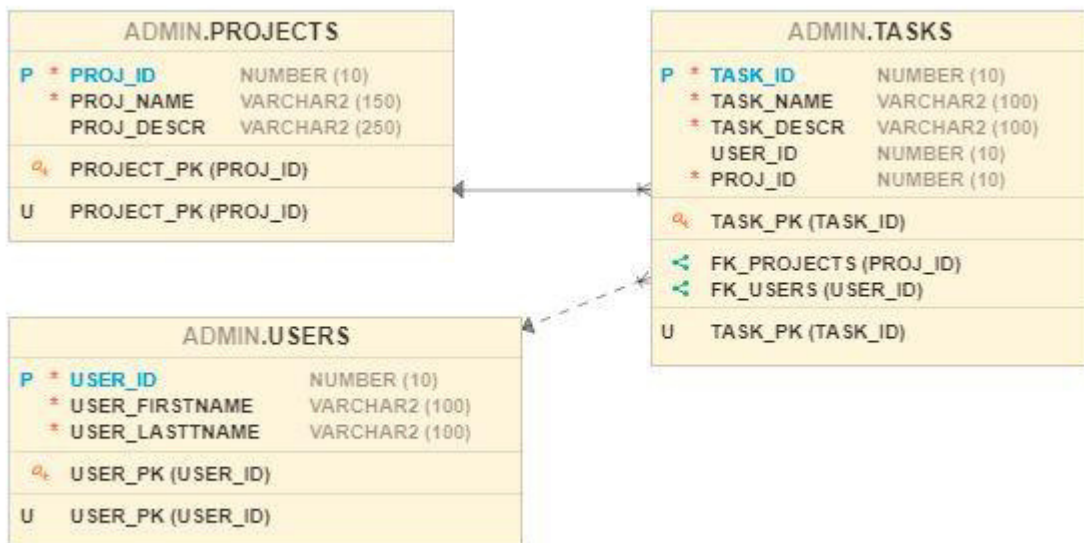 ADMIN.PROJECTS
P * PROJ_ID NUMBER (10)
* PROJ_NAME VARCHAR2 (150)
PROJ_DESCR VARCHAR2 (250)
PROJECT_PK (PROJ_ID)
U PROJECT_PK (PROJ_ID)
ADMIN.TASKS
P * TASK_ID NUMBER (10)
* TASK_NAME VARCHAR2 (100)
* TASK_DESCR VARCHAR2 (100)
USER_ID NUMBER (10)
* PROJ_ID NUMBER (10)
TASK_PK (TASK_ID)
FK_PROJECTS (PROJ_ID)
FK_USERS (USER_ID)
U TASK_PK (TASK_ID)
ADMIN.USERS
P * USER_ID NUMBER (10)
* USER_FIRSTNAME VARCHAR2 (100)
* USER_LASTTNAME VARCHAR2 (100)
USER_PK (USER_ID)
U USER_PK (USER_ID)